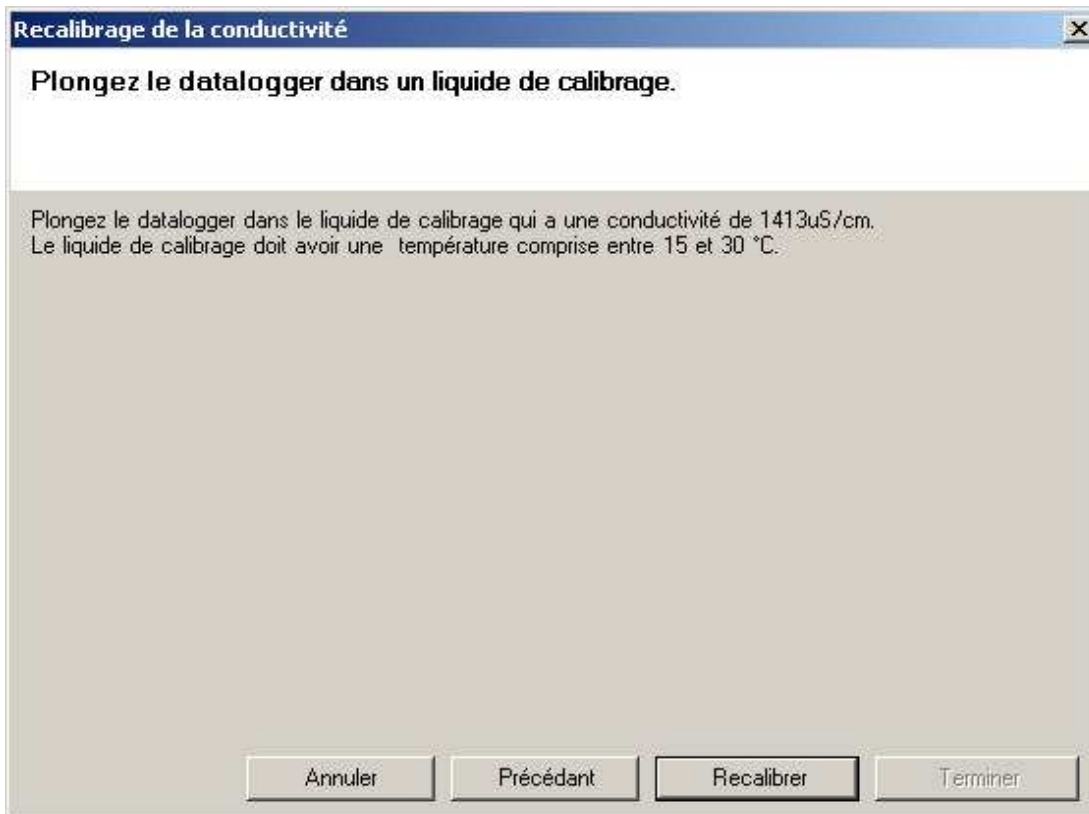 Recalibrage de la conductivité
Plongez le datalogger dans un liquide de calibrage.
Plongez le datalogger dans le liquide de calibrage qui a une conductivité de 1413uS/cm.
Le liquide de calibrage doit avoir une température comprise entre 15 et 30 °C.
Annuler
Précédant
Recalibrer
Terminer